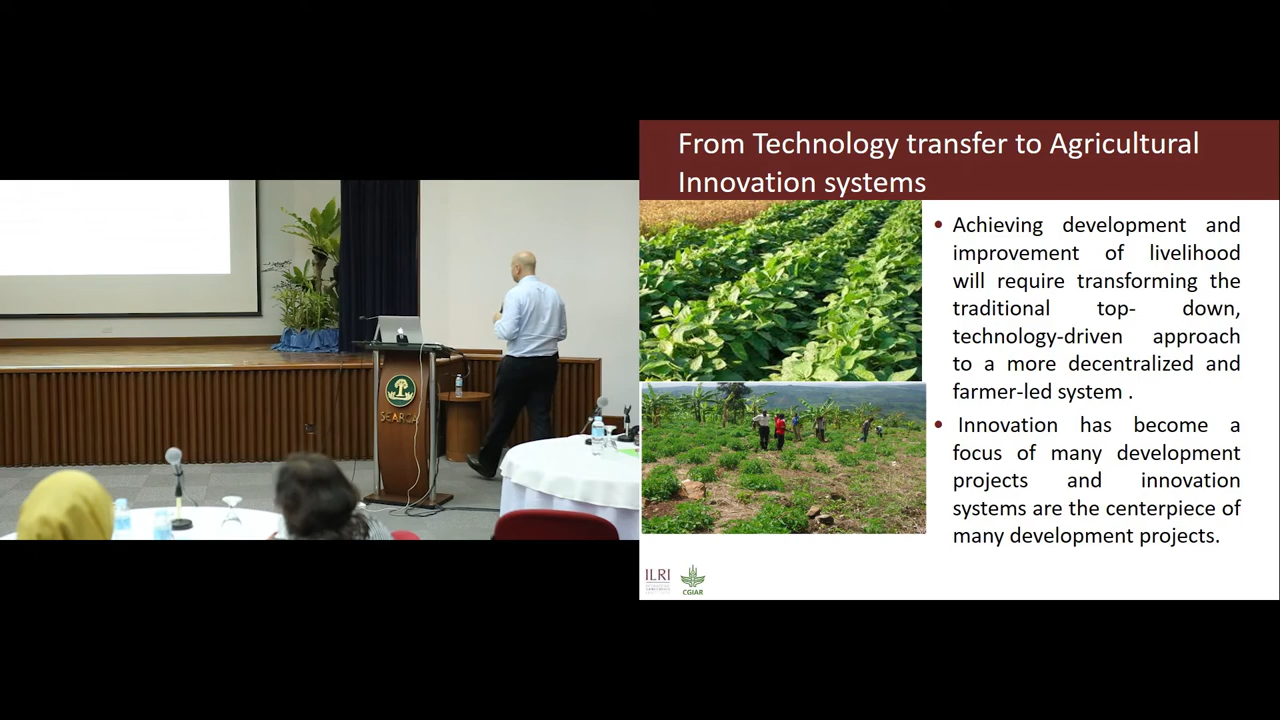 SEARCA
From Technology transfer to Agricultural
Innovation systems
• Achieving development and
improvement of livelihood
will require transforming the
traditional top- down,
technology-driven approach
to a more decentralized and
farmer-led system .
• Innovation has become a
focus of many development
projects and innovation
systems are the centerpiece of
many development projects.
ILRI
CGIAR